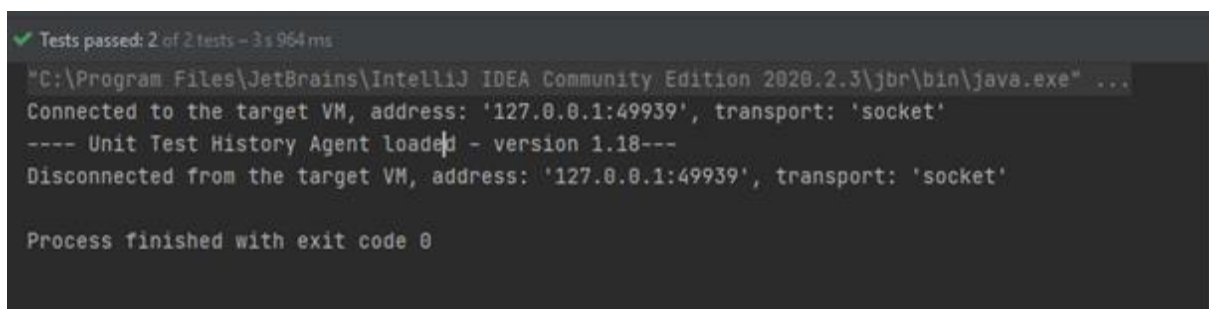 Tests passed: 2 of 2 tests – 3 s 964 ms
"C:\Program Files\JetBrains\IntelliJ IDEA Community Edition 2020.2.3\jbr\bin\java.exe" ...
Connected to the target VM, address: '127.0.0.1:49939', transport: 'socket'
---- Unit Test History Agent loaded - version 1.18---
Disconnected from the target VM, address: '127.0.0.1:49939', transport: 'socket'
Process finished with exit code 0